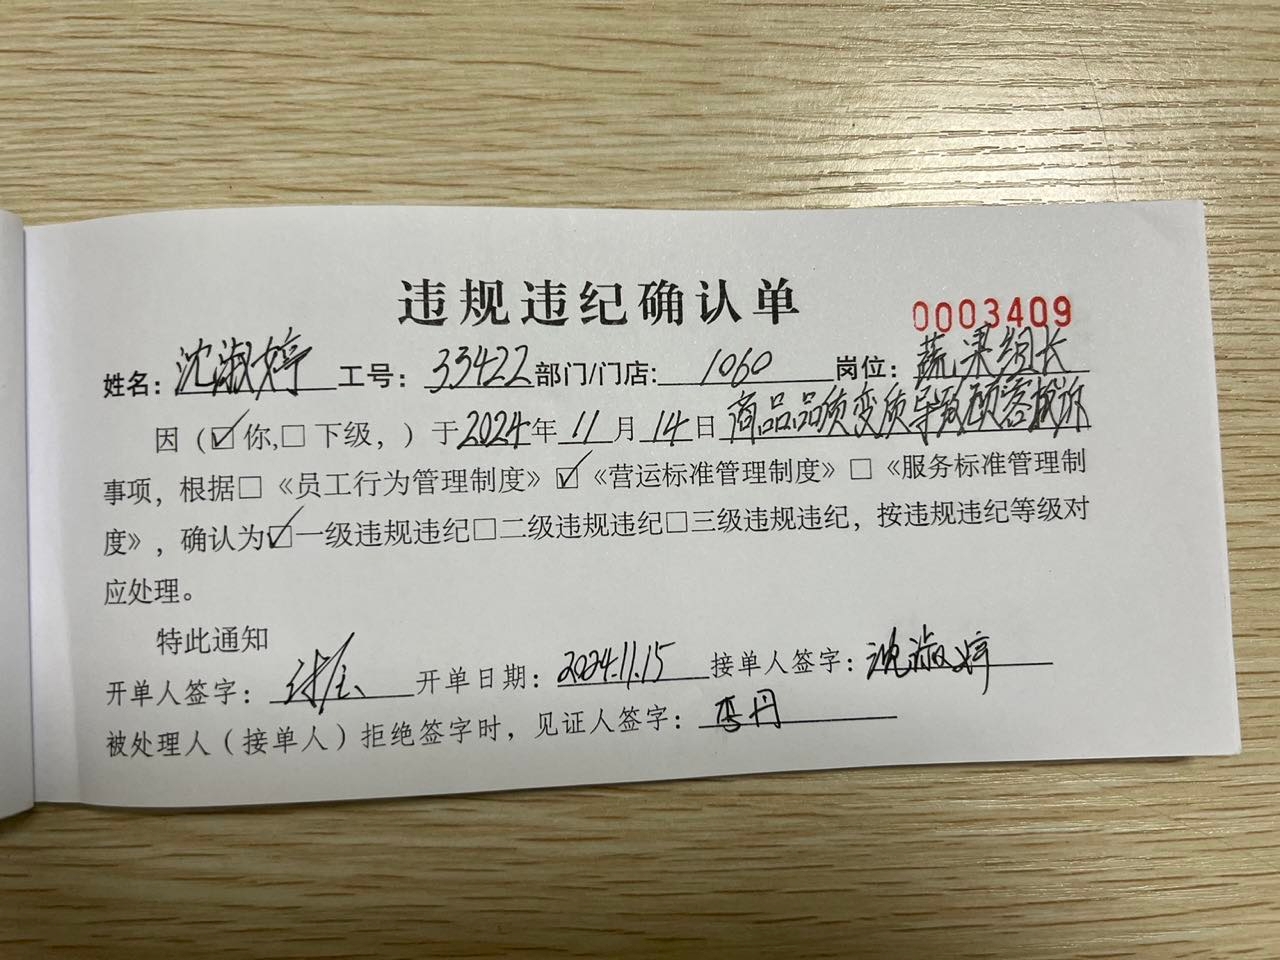 违规违纪确认单
0003409
姓名：沈淑婷 工号：33422 部门/门店：1060 岗位：蔬果组长
因（☑你,□下级，）于2024年11月14日商品品质变质导致顾客投诉
事项，根据□《员工行为管理制度》☑《营运标准管理制度》□《服务标准管理制
度》，确认为☑一级违规违纪□二级违规违纪□三级违规违纪，按违规违纪等级对
应处理。
特此通知
开单人签字： 开单日期：2024.11.15 接单人签字：沈淑婷
被处理人（接单人）拒绝签字时，见证人签字：李丹